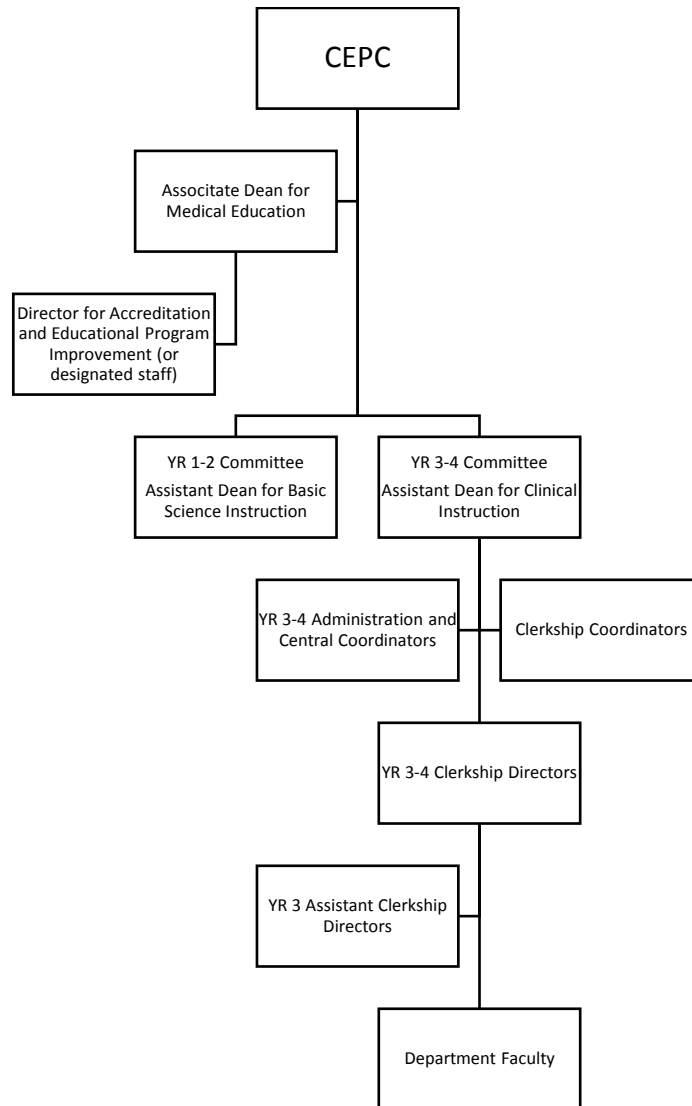 CEPC
Associtate Dean for
Medical Education
Director for Accreditation
and Educational Program
Improvement (or
designated staff)
YR 1-2 Committee
Assistant Dean for Basic
Science Instruction
YR 3-4 Committee
Assistant Dean for Clinical
Instruction
YR 3-4 Administration and
Central Coordinators
Clerkship Coordinators
YR 3-4 Clerkship Directors
YR 3 Assistant Clerkship
Directors
Department Faculty